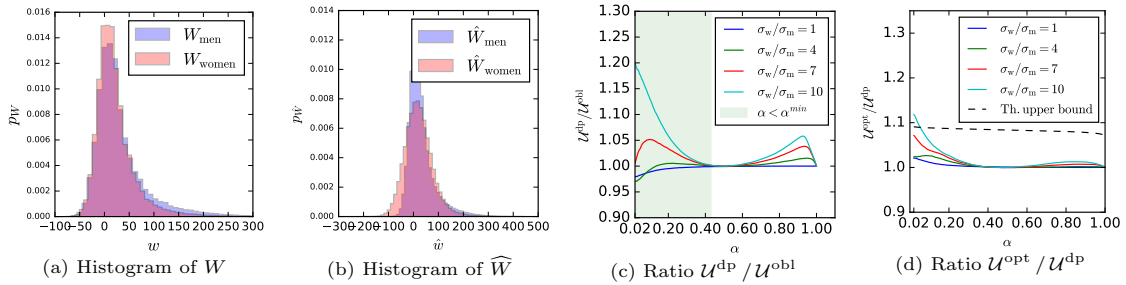 0.016
0.014
0.012
0.010
0.008
0.006
0.004
0.002
0.000
p_W
−100 −50 0 50 100 150 200 250 300
w
W_men
W_women
(a) Histogram of W
0.014
0.012
0.010
0.008
0.006
0.004
0.002
0.000
p_Ŵ
−300 −200 −100 0 100 200 300 400 500
ŵ
Ŵ_men
Ŵ_women
(b) Histogram of Ŵ
1.25
1.20
1.15
1.10
1.05
1.00
0.95
0.90
𝒰^dp/𝒰^obl
0.02 0.20 0.40 0.60 0.80 1.00
α
σ_w/σ_m = 1
σ_w/σ_m = 4
σ_w/σ_m = 7
σ_w/σ_m = 10
α < α^min
(c) Ratio 𝒰^dp / 𝒰^obl
1.3
1.2
1.1
1.0
0.9
𝒰^opt/𝒰^dp
0.02 0.20 0.40 0.60 0.80 1.00
α
σ_w/σ_m = 1
σ_w/σ_m = 4
σ_w/σ_m = 7
σ_w/σ_m = 10
Th. upper bound
(d) Ratio 𝒰^opt / 𝒰^dp